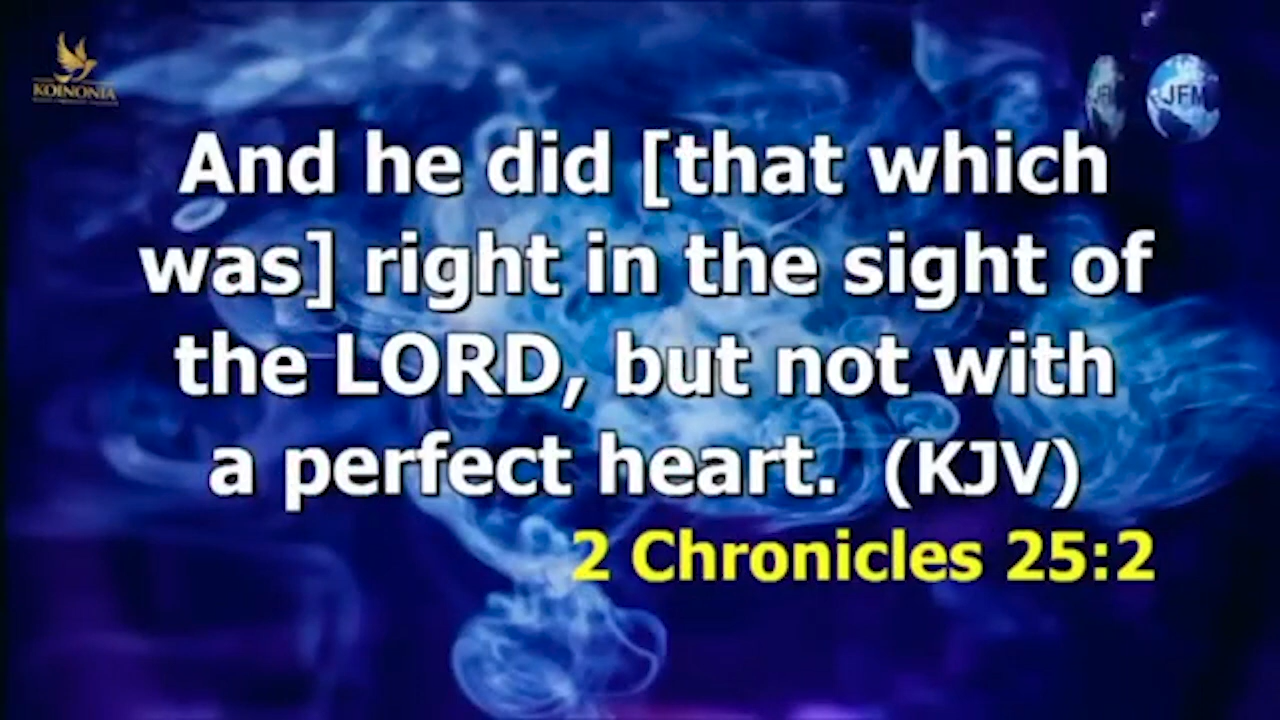 KOINONIA
JFM
And he did [that which
was] right in the sight of
the LORD, but not with
a perfect heart. (KJV)
2 Chronicles 25:2